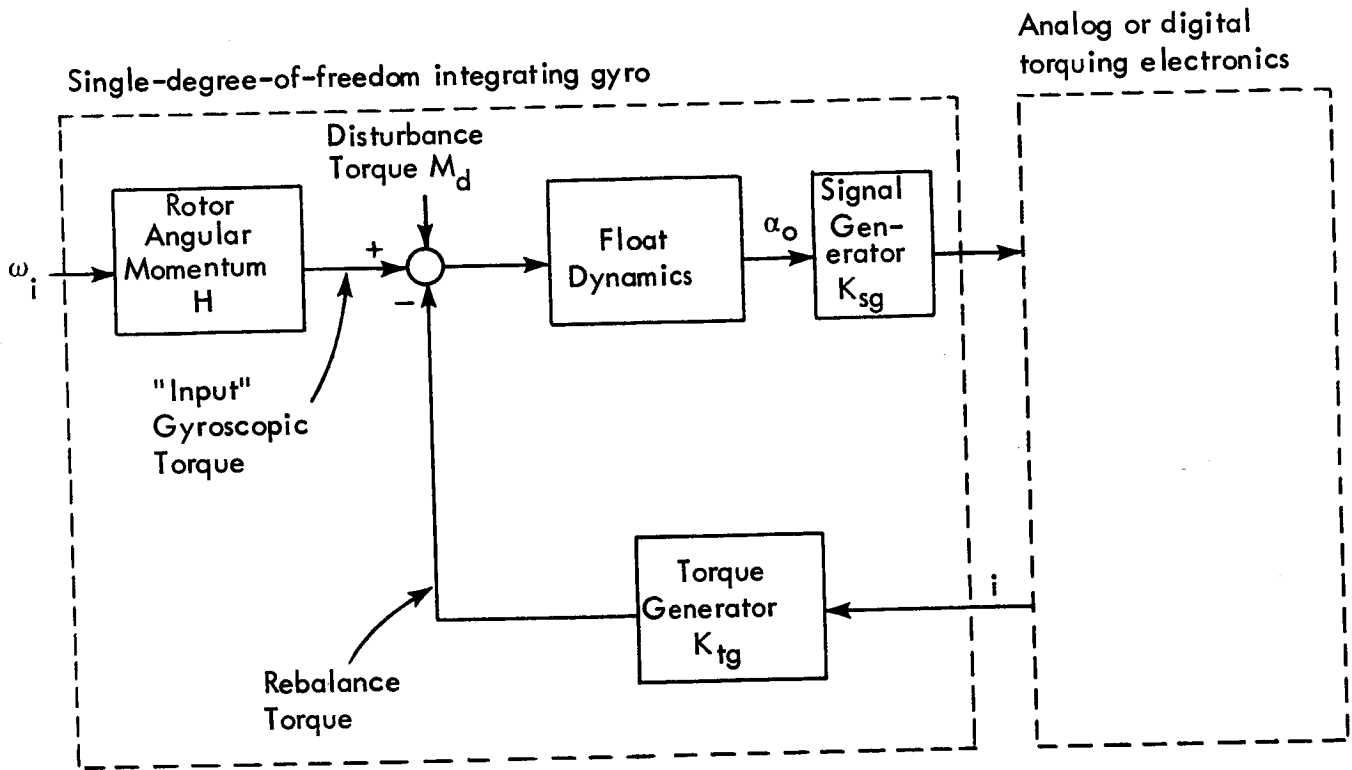 Analog or digital
torquing electronics
Single-degree-of-freedom integrating gyro
Disturbance
Torque M_d
Rotor
Angular
Momentum
H
ω_i
+
−
Float
Dynamics
α_o
Signal
Gen-
erator
K_sg
"Input"
Gyroscopic
Torque
Torque
Generator
K_tg
i
Rebalance
Torque